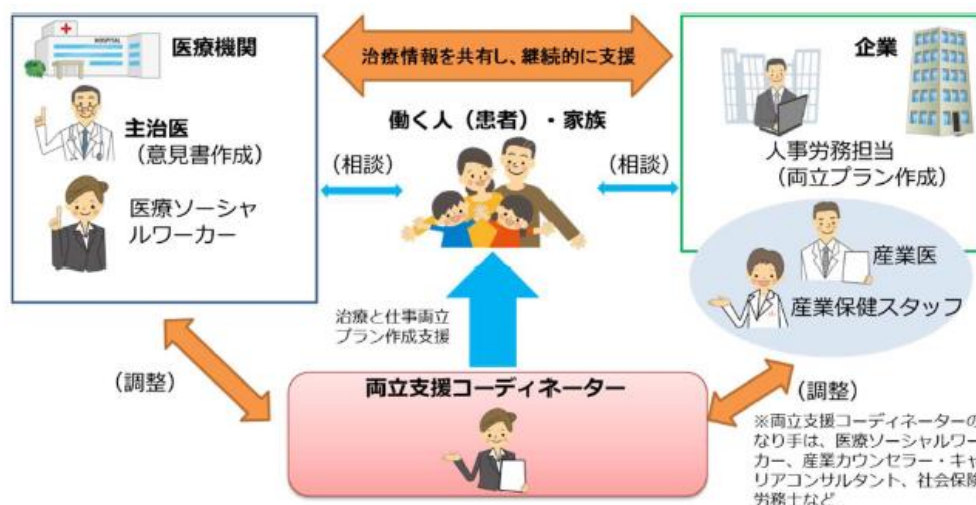 医療機関
HOSPITAL
主治医
（意見書作成）
医療ソーシャ
ルワーカー
治療情報を共有し、継続的に支援
働く人（患者）・家族
（相談）
（相談）
企業
人事労務担当
（両立プラン作成）
産業医
産業保健スタッフ
治療と仕事両立
プラン作成支援
（調整）
両立支援コーディネーター
（調整）
※両立支援コーディネーターの
なり手は、医療ソーシャルワー
カー、産業カウンセラー・キャ
リアコンサルタント、社会保険
労務士など